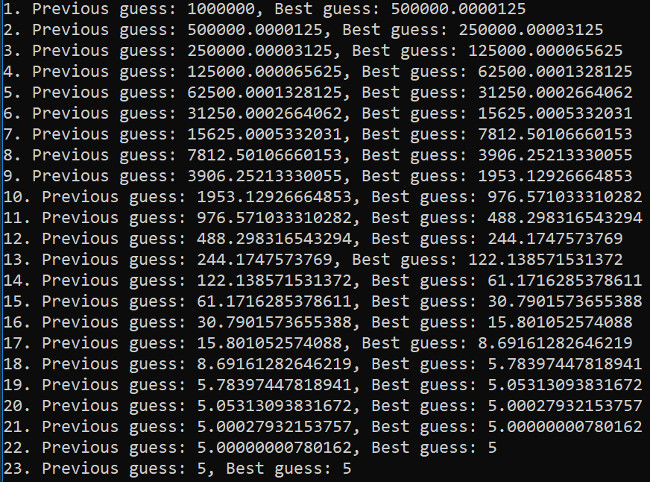 1. Previous guess: 1000000, Best guess: 500000.0000125
2. Previous guess: 500000.0000125, Best guess: 250000.00003125
3. Previous guess: 250000.00003125, Best guess: 125000.000065625
4. Previous guess: 125000.000065625, Best guess: 62500.0001328125
5. Previous guess: 62500.0001328125, Best guess: 31250.0002664062
6. Previous guess: 31250.0002664062, Best guess: 15625.0005332031
7. Previous guess: 15625.0005332031, Best guess: 7812.50106660153
8. Previous guess: 7812.50106660153, Best guess: 3906.25213330055
9. Previous guess: 3906.25213330055, Best guess: 1953.12926664853
10. Previous guess: 1953.12926664853, Best guess: 976.571033310282
11. Previous guess: 976.571033310282, Best guess: 488.298316543294
12. Previous guess: 488.298316543294, Best guess: 244.1747573769
13. Previous guess: 244.1747573769, Best guess: 122.138571531372
14. Previous guess: 122.138571531372, Best guess: 61.1716285378611
15. Previous guess: 61.1716285378611, Best guess: 30.7901573655388
16. Previous guess: 30.7901573655388, Best guess: 15.801052574088
17. Previous guess: 15.801052574088, Best guess: 8.69161282646219
18. Previous guess: 8.69161282646219, Best guess: 5.78397447818941
19. Previous guess: 5.78397447818941, Best guess: 5.05313093831672
20. Previous guess: 5.05313093831672, Best guess: 5.00027932153757
21. Previous guess: 5.00027932153757, Best guess: 5.00000000780162
22. Previous guess: 5.00000000780162, Best guess: 5
23. Previous guess: 5, Best guess: 5